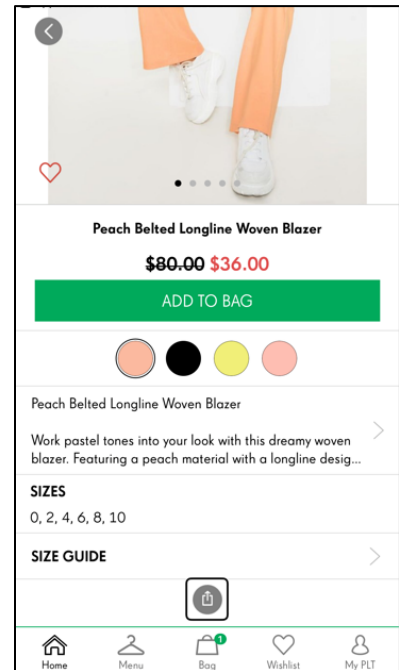 Peach Belted Longline Woven Blazer
$80.00 $36.00
ADD TO BAG
Peach Belted Longline Woven Blazer
Work pastel tones into your look with this dreamy woven
blazer. Featuring a peach material with a longline desig...
SIZES
0, 2, 4, 6, 8, 10
SIZE GUIDE
1
Home Menu Bag Wishlist My PLT